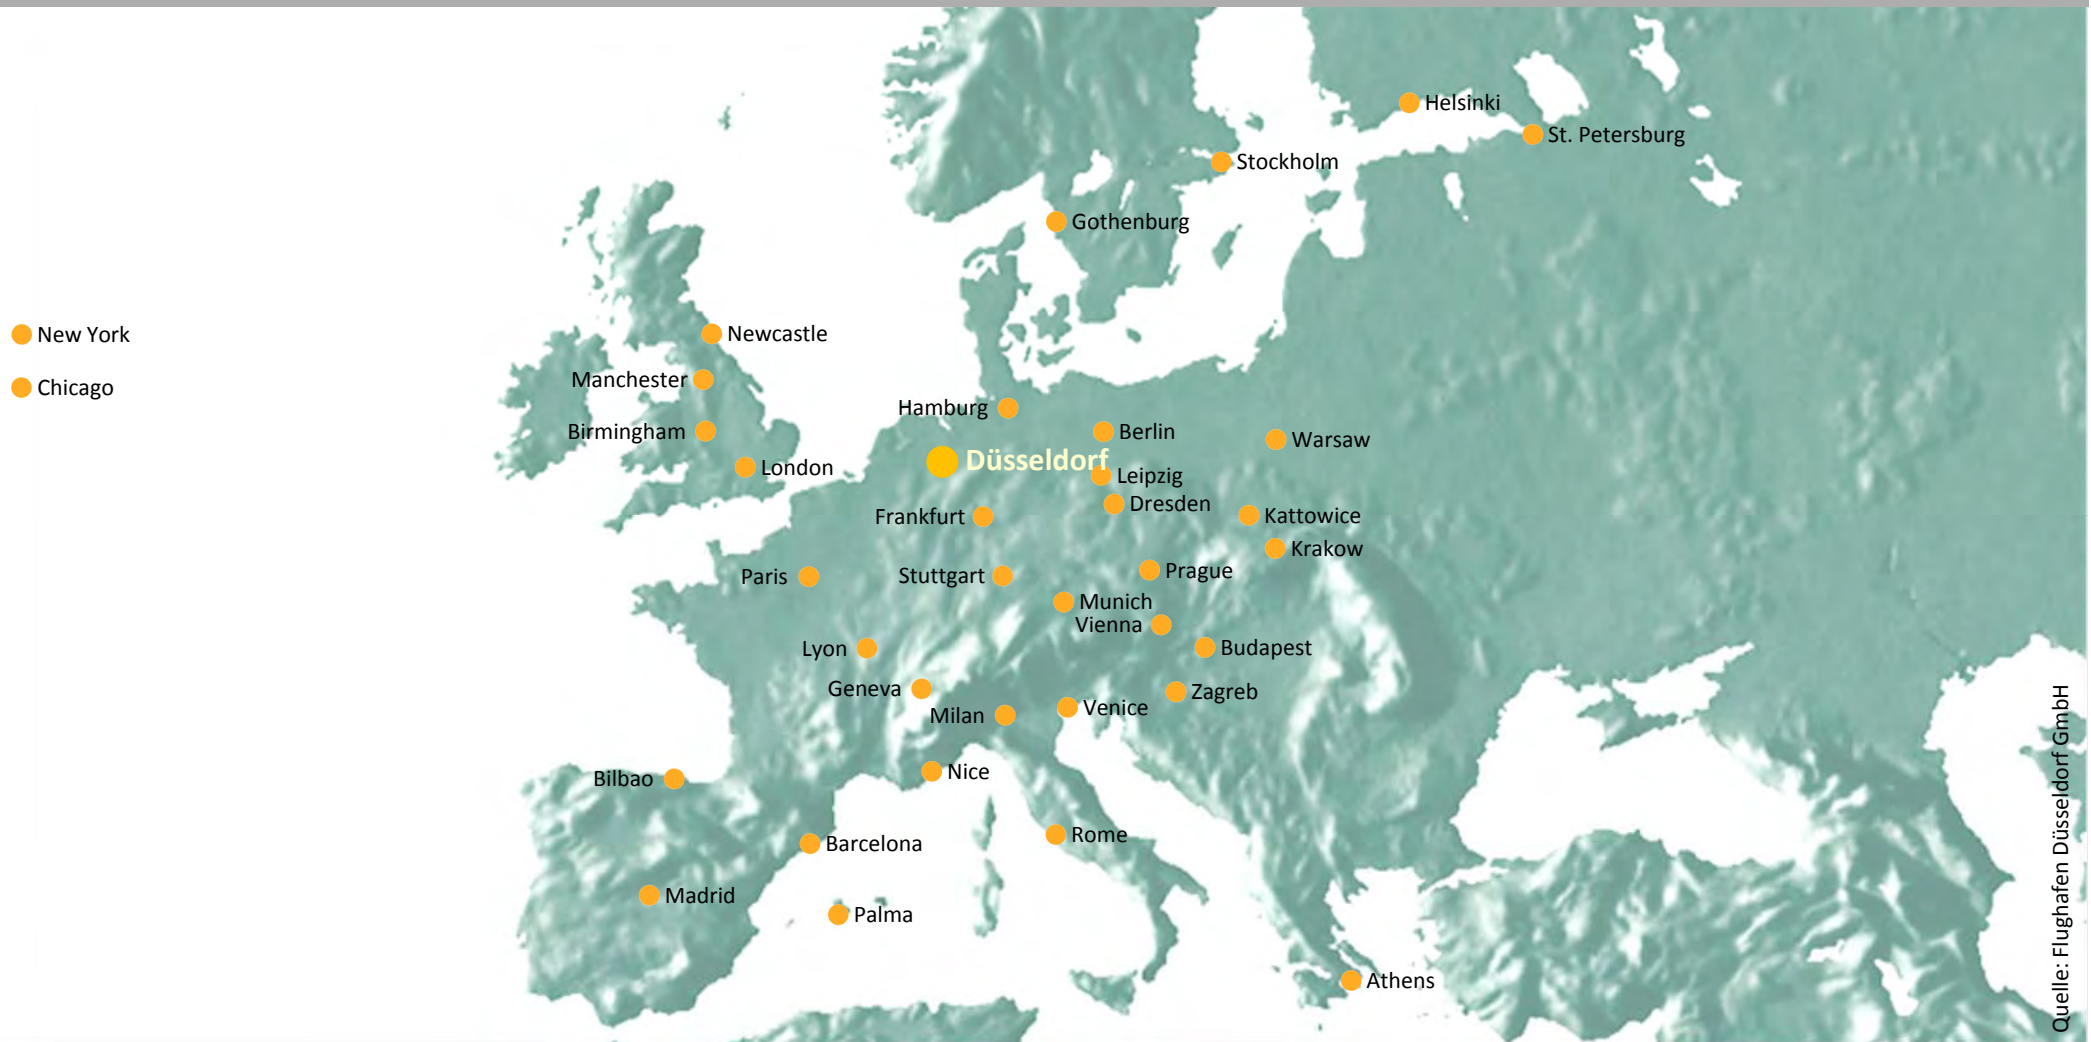 Helsinki
St. Petersburg
Stockholm
Gothenburg
New York
Newcastle
Manchester
Chicago
Hamburg
Birmingham
Berlin
Warsaw
Düsseldorf
London
Leipzig
Dresden
Frankfurt
Kattowice
Krakow
Paris
Stuttgart
Prague
Munich
Vienna
Lyon
Budapest
Geneva
Zagreb
Milan
Venice
Bilbao
Nice
Barcelona
Rome
Madrid
Palma
Athens
Quelle: Flughafen Düsseldorf GmbH